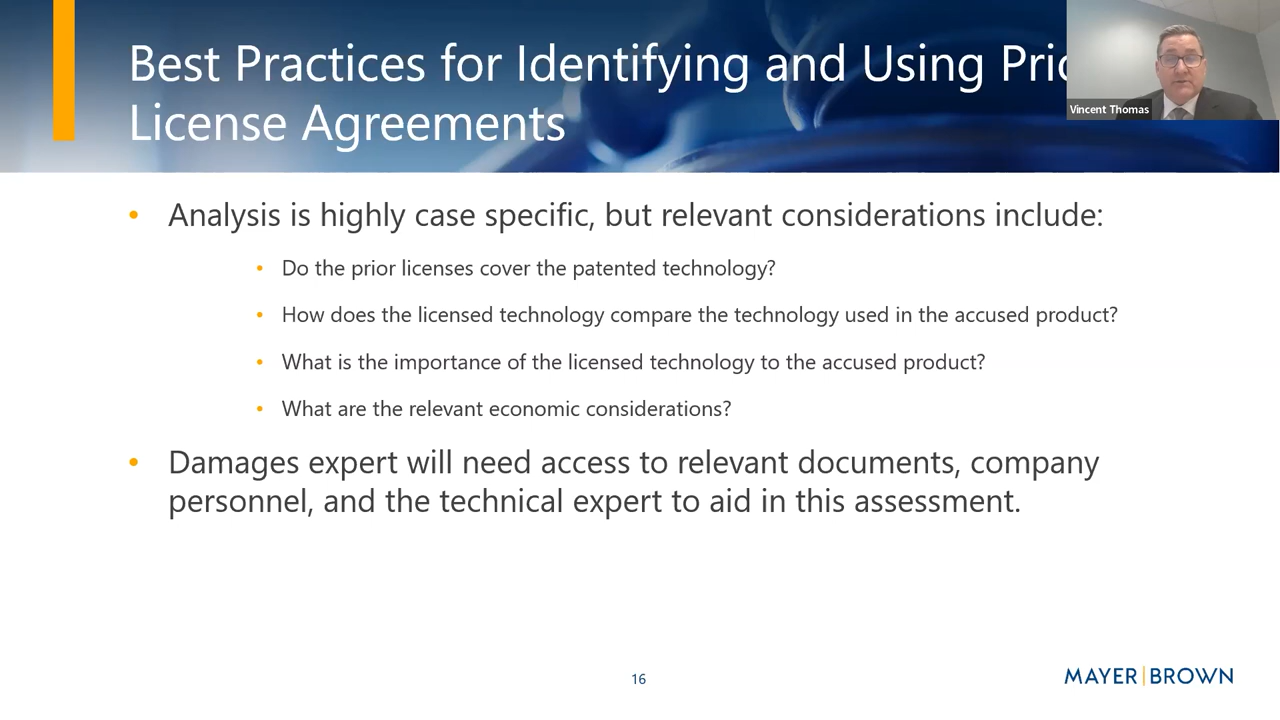 Best Practices for Identifying and Using
License Agreements
Vincent Thomas
• Analysis is highly case specific, but relevant considerations include:
• Do the prior licenses cover the patented technology?
• How does the licensed technology compare the technology used in the accused product?
• What is the importance of the licensed technology to the accused product?
• What are the relevant economic considerations?
• Damages expert will need access to relevant documents, company
personnel, and the technical expert to aid in this assessment.
16
MAYER|BROWN